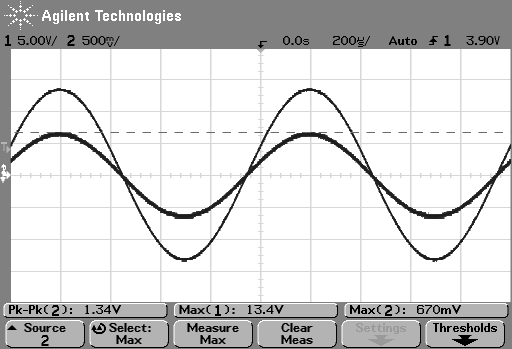 Agilent Technologies
1 5.00V/ 2 500mV/ 0.0s 200us/ Auto 1 3.90V
Pk-Pk(2): 1.34V Max(1): 13.4V Max(2): 670mV
Source Select: Measure Clear Settings Thresholds
2 Max Max Meas